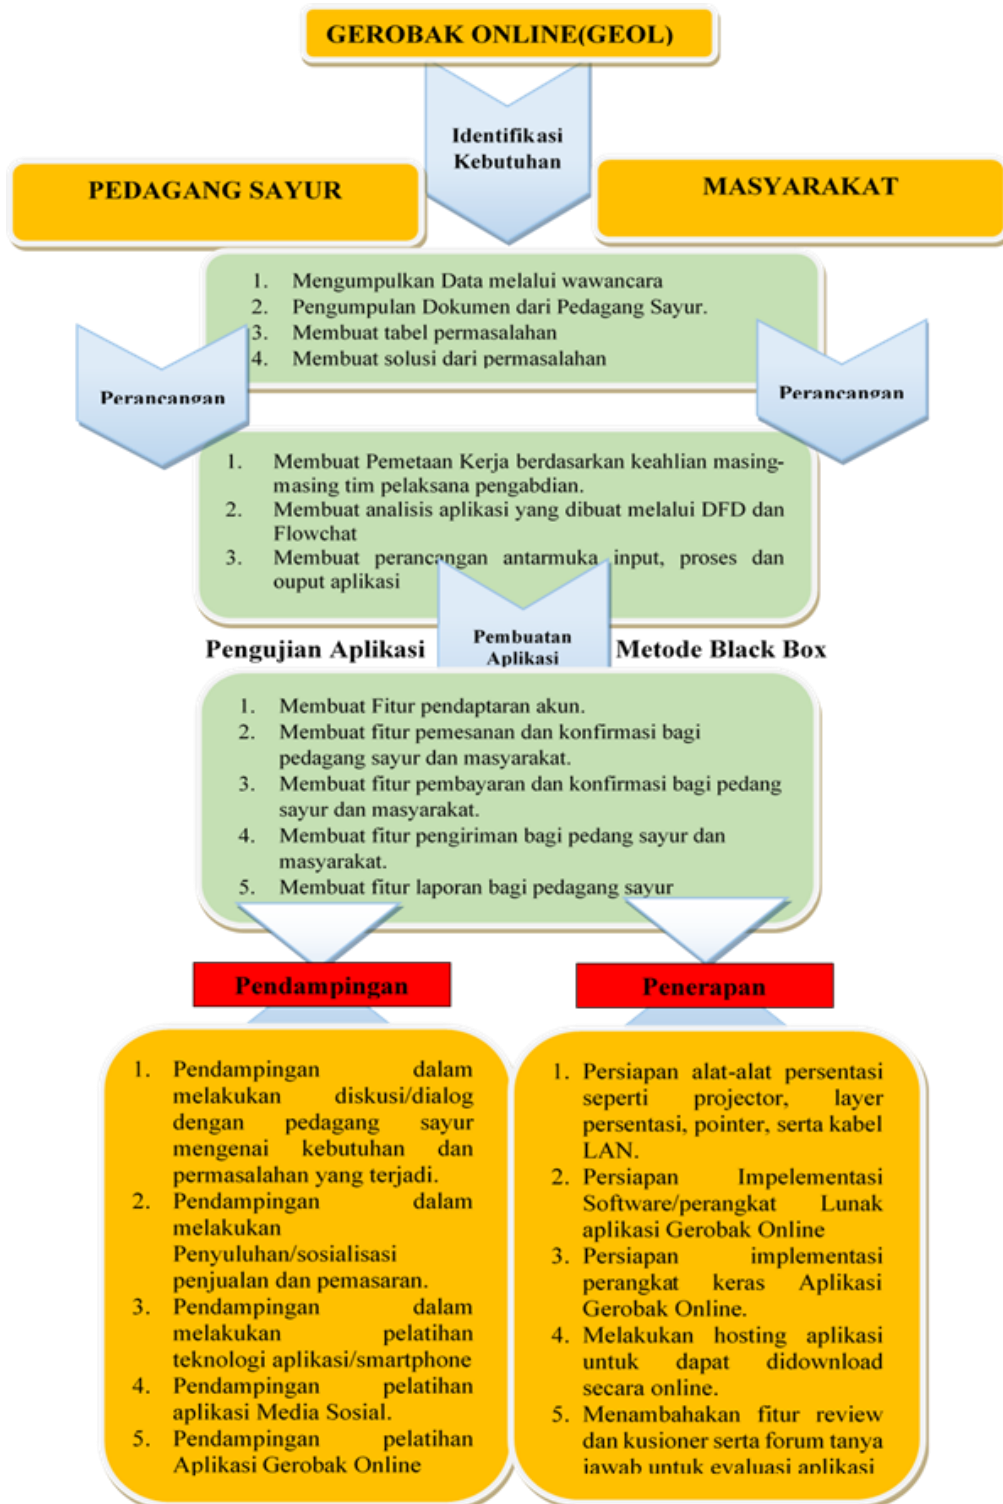 GEROBAK ONLINE(GEOL)
Identifikasi
Kebutuhan
PEDAGANG SAYUR
MASYARAKAT
1. Mengumpulkan Data melalui wawancara
2. Pengumpulan Dokumen dari Pedagang Sayur.
3. Membuat tabel permasalahan
4. Membuat solusi dari permasalahan
Perancangan
Perancangan
1. Membuat Pemetaan Kerja berdasarkan keahlian masing-
masing tim pelaksana pengabdian.
2. Membuat analisis aplikasi yang dibuat melalui DFD dan
Flowchat
3. Membuat perancangan antarmuka input, proses dan
ouput aplikasi
Pengujian Aplikasi
Pembuatan
Aplikasi
Metode Black Box
1. Membuat Fitur pendaptaran akun.
2. Membuat fitur pemesanan dan konfirmasi bagi
pedagang sayur dan masyarakat.
3. Membuat fitur pembayaran dan konfirmasi bagi pedang
sayur dan masyarakat.
4. Membuat fitur pengiriman bagi pedang sayur dan
masyarakat.
5. Membuat fitur laporan bagi pedagang sayur
Pendampingan
1. Pendampingan dalam
melakukan diskusi/dialog
dengan pedagang sayur
mengenai kebutuhan dan
permasalahan yang terjadi.
2. Pendampingan dalam
melakukan
Penyuluhan/sosialisasi
penjualan dan pemasaran.
3. Pendampingan dalam
melakukan pelatihan
teknologi aplikasi/smartphone
4. Pendampingan pelatihan
aplikasi Media Sosial.
5. Pendampingan pelatihan
Aplikasi Gerobak Online
Penerapan
1. Persiapan alat-alat persentasi
seperti projector, layer
persentasi, pointer, serta kabel
LAN.
2. Persiapan Impelementasi
Software/perangkat Lunak
aplikasi Gerobak Online
3. Persiapan implementasi
perangkat keras Aplikasi
Gerobak Online.
4. Melakukan hosting aplikasi
untuk dapat didownload
secara online.
5. Menambahakan fitur review
dan kusioner serta forum tanya
jawab untuk evaluasi aplikasi